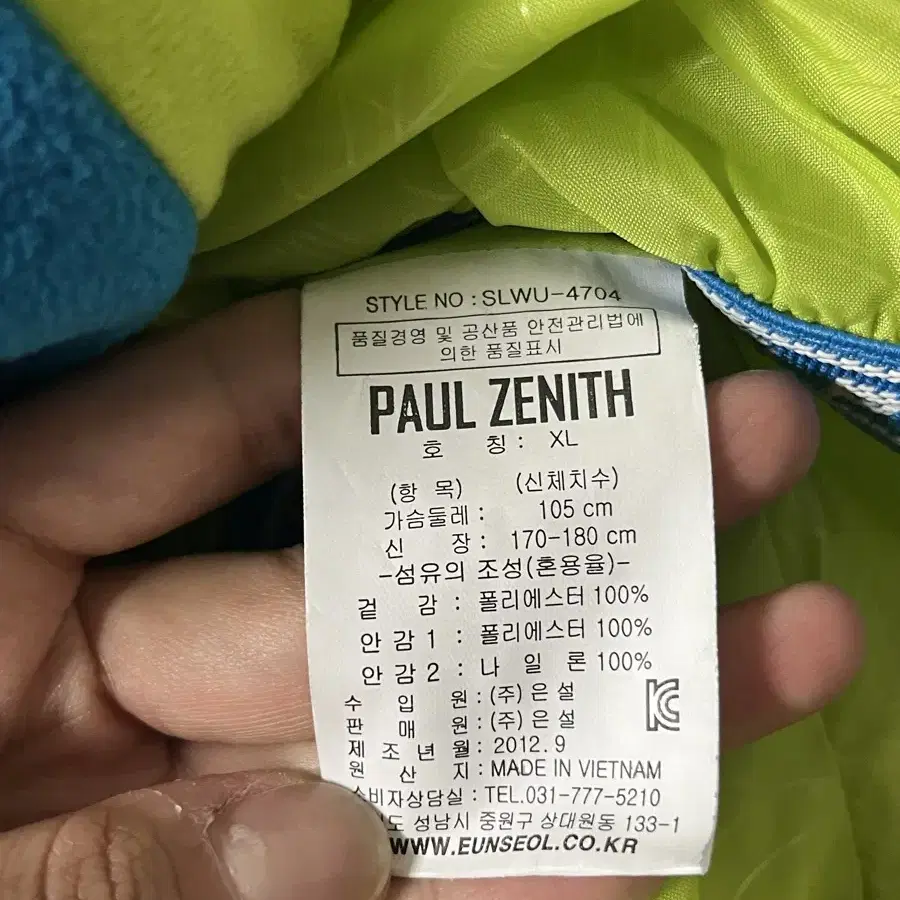 STYLE NO : SLWU-4704
품질경영 및 공산품 안전관리법에
의한 품질표시
PAUL ZENITH
호 칭 : XL
(항 목) (신체치수)
가슴둘레 : 105 cm
신 장 : 170-180 cm
-섬유의 조성(혼용율)-
겉 감 : 폴리에스터 100%
안 감 1 : 폴리에스터 100%
안 감 2 : 나 일 론 100%
수 입 원 : (주) 은 설
판 매 원 : (주) 은 설
제 조 년 월 : 2012. 9
원 산 지 : MADE IN VIETNAM
소비자상담실 : TEL.031-777-5210
도 성남시 중원구 상대원동 133-1
WWW.EUNSEOL.CO.KR